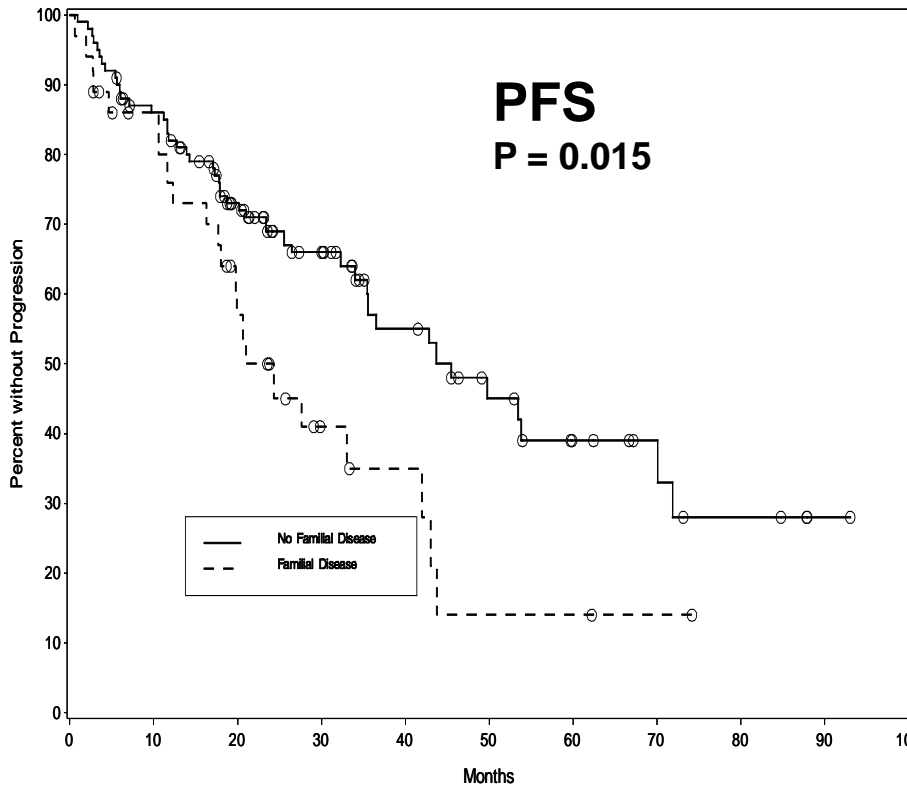 PFS
P = 0.015
Percent without Progression
100
90
80
70
60
50
40
30
20
10
0
No Familial Disease
Familial Disease
0 10 20 30 40 50 60 70 80 90
Months